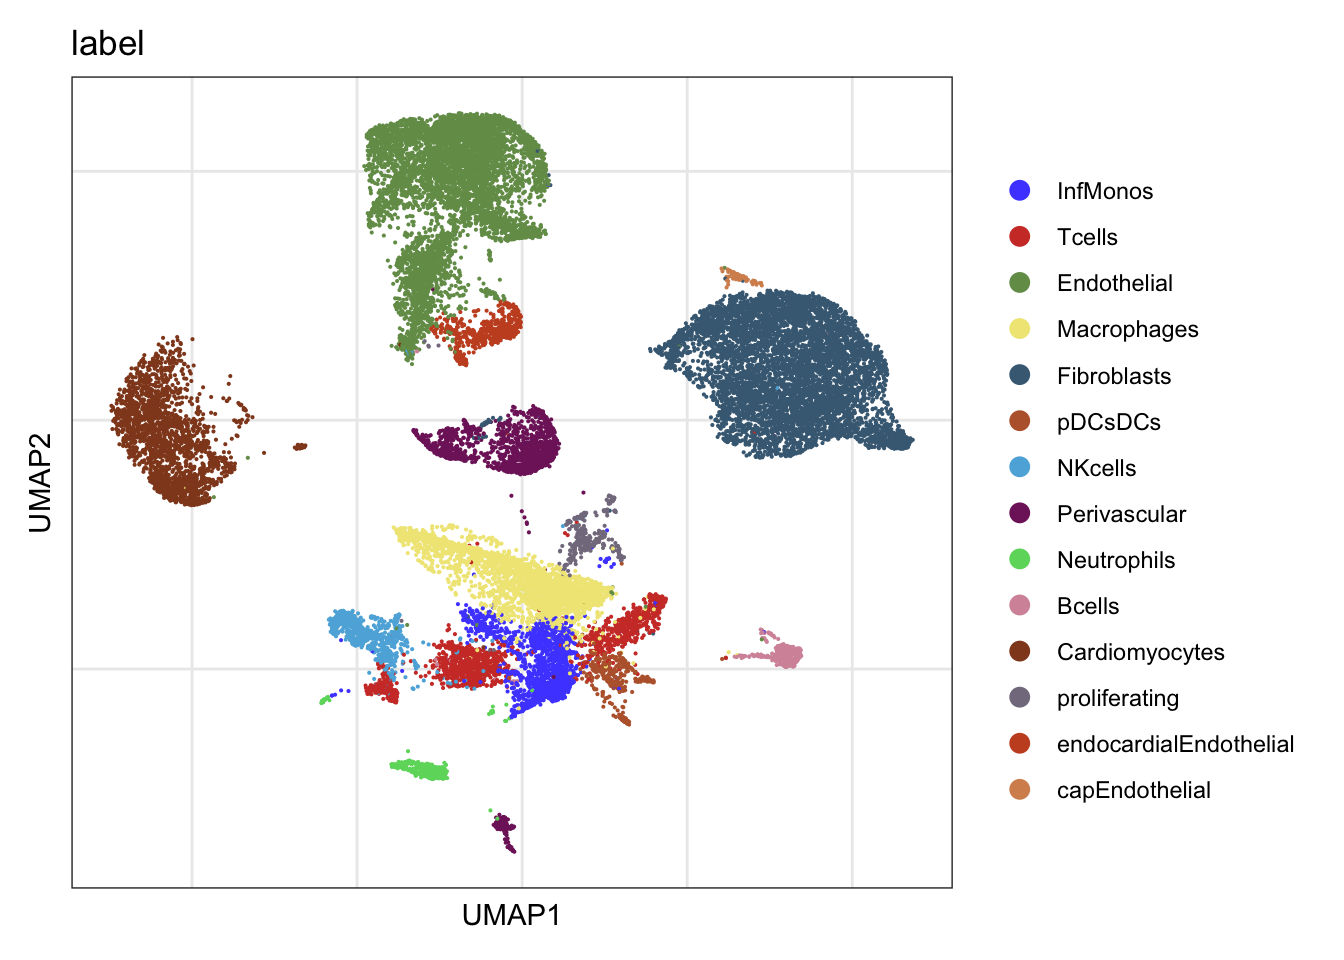 label
UMAP2
UMAP1
InfMonos
Tcells
Endothelial
Macrophages
Fibroblasts
pDCsDCs
NKcells
Perivascular
Neutrophils
Bcells
Cardiomyocytes
proliferating
endocardialEndothelial
capEndothelial